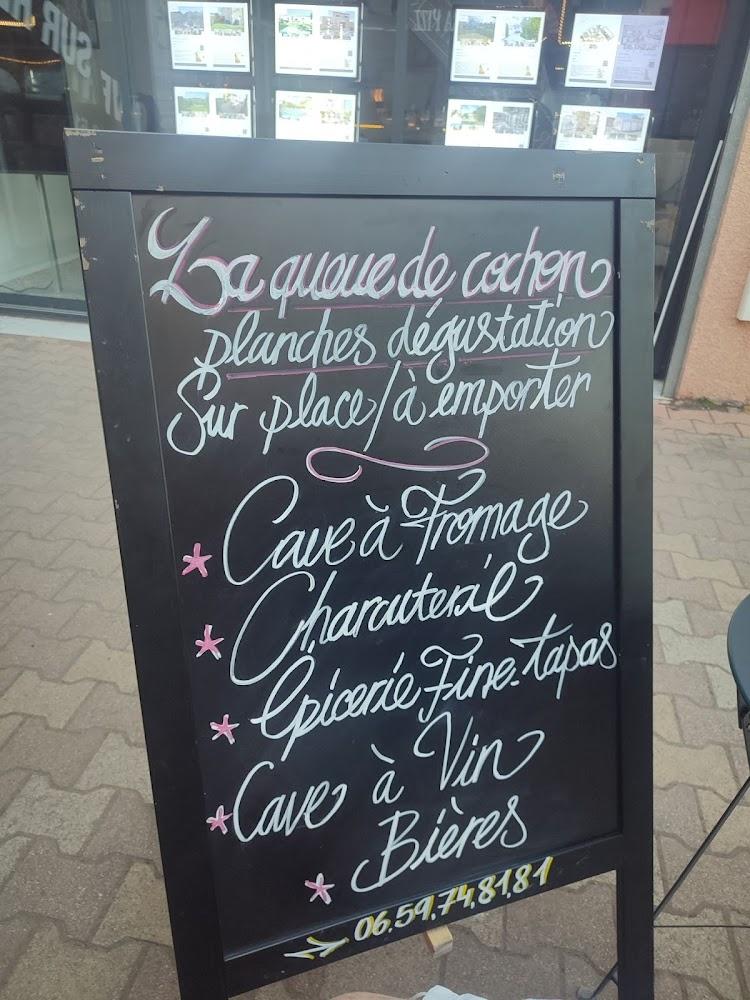 La queue de cochon
planches dégustation
Sur place/à emporter
Cave à Fromage
Charcuterie
Epicerie Fine-tapas
Cave à Vin
Bières
06.59.74.81.81